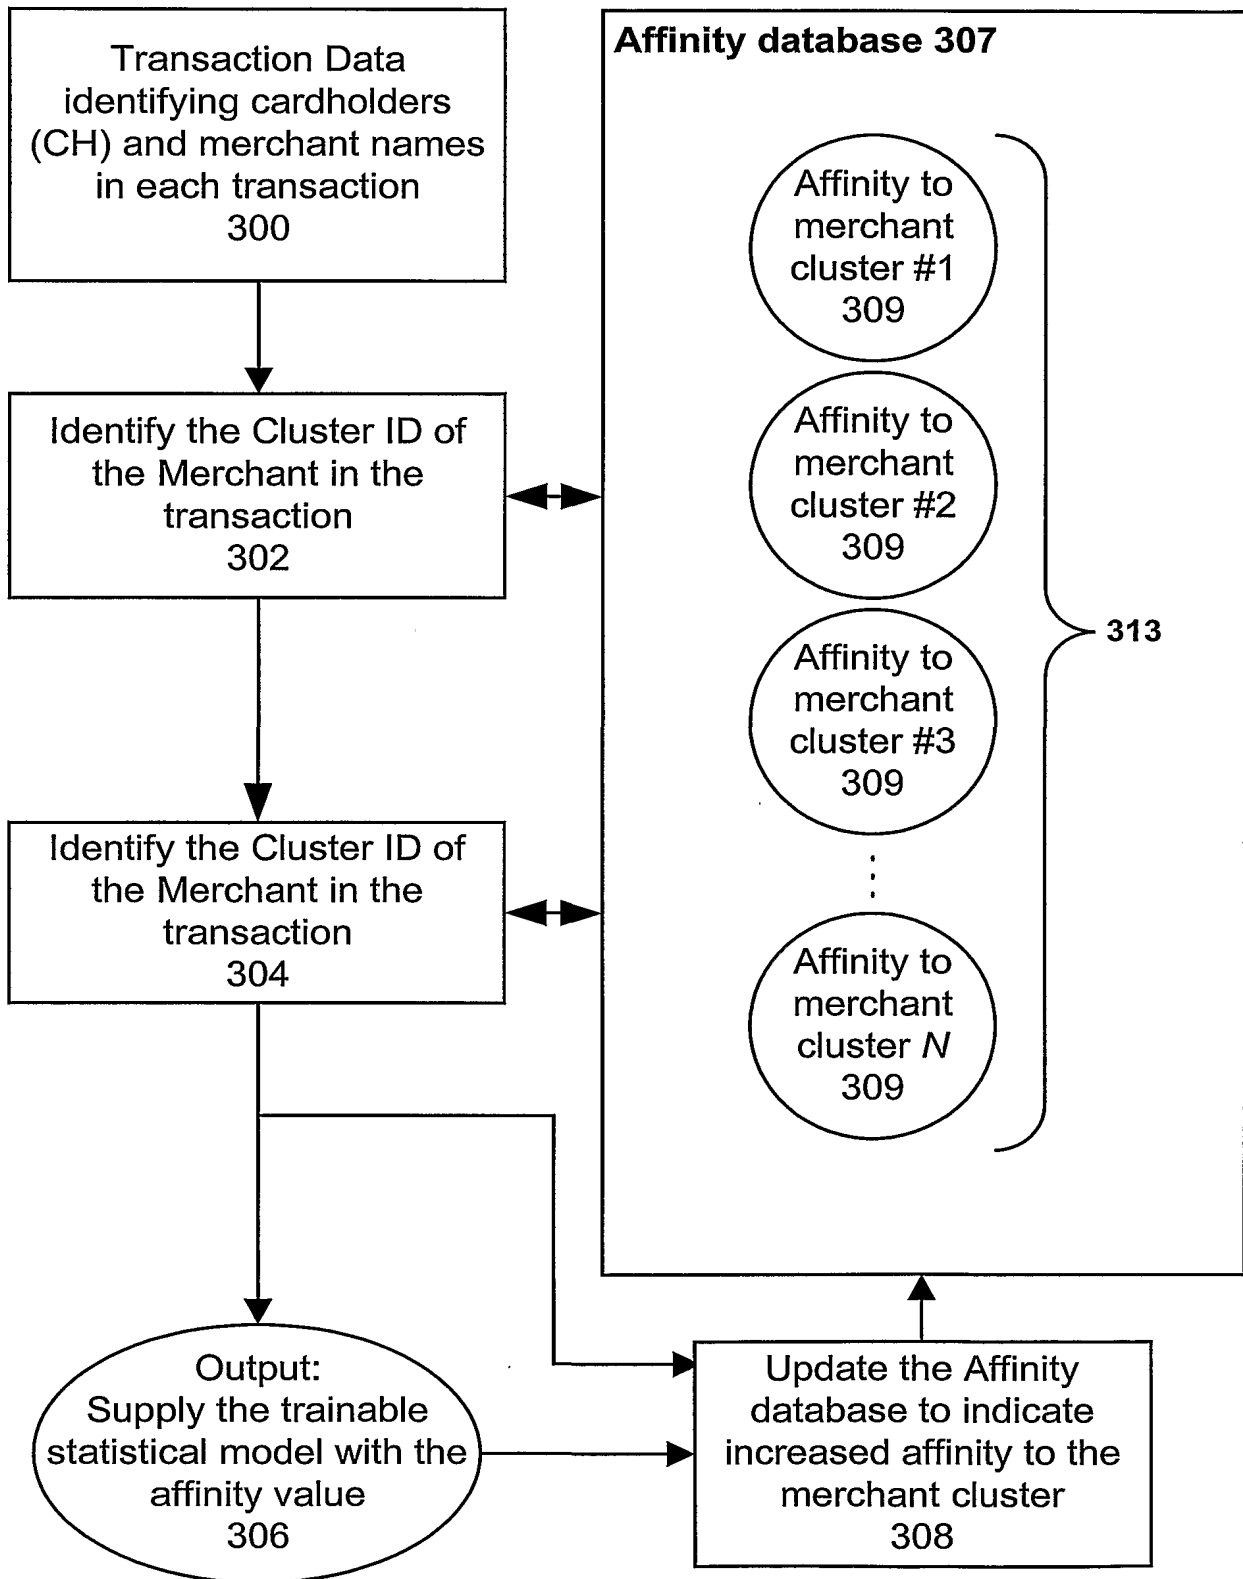 Transaction Data
identifying cardholders
(CH) and merchant names
in each transaction
300
Identify the Cluster ID of
the Merchant in the
transaction
302
Identify the Cluster ID of
the Merchant in the
transaction
304
Output:
Supply the trainable
statistical model with the
affinity value
306
Affinity database 307
Affinity to
merchant
cluster #1
309
Affinity to
merchant
cluster #2
309
Affinity to
merchant
cluster #3
309
Affinity to
merchant
cluster N
309
313
Update the Affinity
database to indicate
increased affinity to the
merchant cluster
308